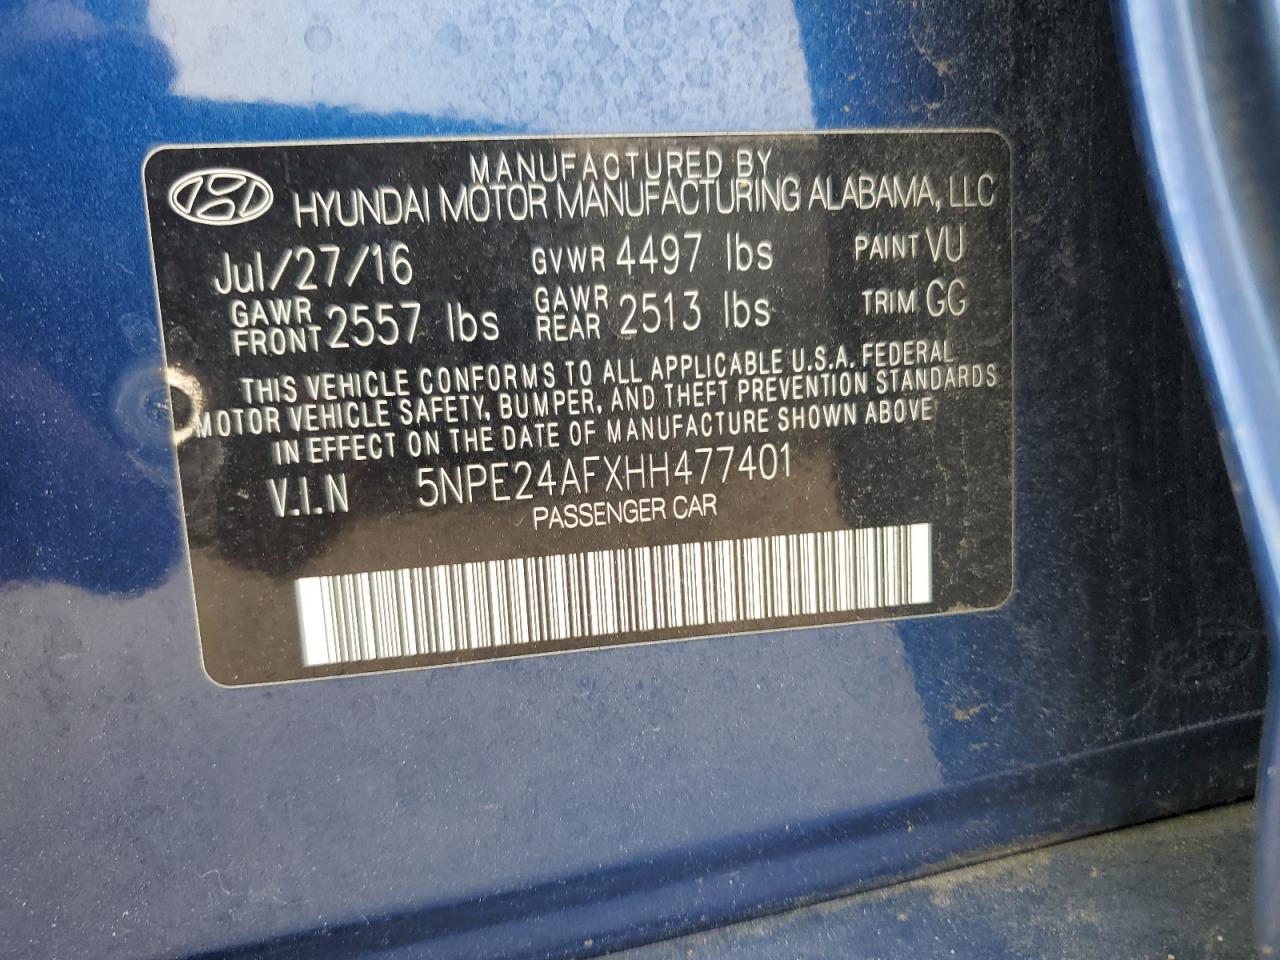 MANUFACTURED BY
HYUNDAI MOTOR MANUFACTURING ALABAMA, LLC
Jul/27/16 GVWR 4497 lbs PAINT VU
GAWR FRONT 2557 lbs GAWR REAR 2513 lbs TRIM GG
THIS VEHICLE CONFORMS TO ALL APPLICABLE U.S.A. FEDERAL
MOTOR VEHICLE SAFETY, BUMPER, AND THEFT PREVENTION STANDARDS
IN EFFECT ON THE DATE OF MANUFACTURE SHOWN ABOVE
V.I.N 5NPE24AFXHH477401
PASSENGER CAR